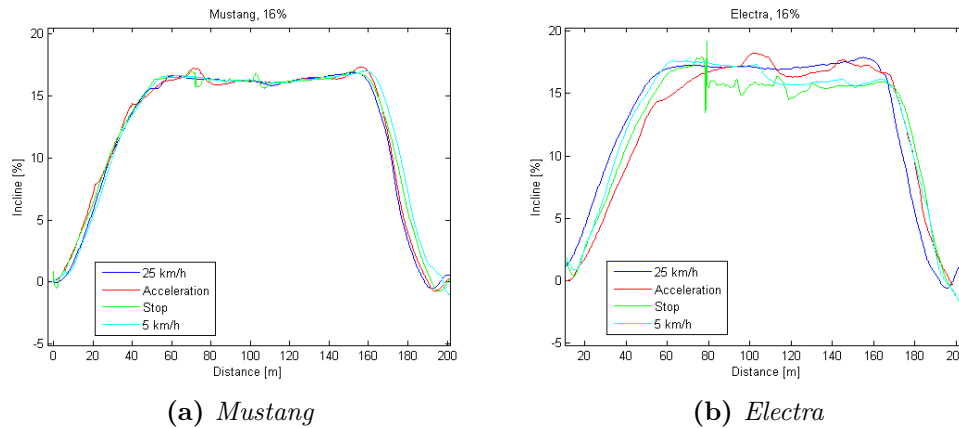 Mustang, 16%
20
15
10
5
0
-5
Incline [%]
0 20 40 60 80 100 120 140 160 180 200
Distance [m]
25 km/h
Acceleration
Stop
5 km/h
(a) Mustang
Electra, 16%
20
15
10
5
0
-5
Incline [%]
20 40 60 80 100 120 140 160 180 200
Distance [m]
25 km/h
Acceleration
Stop
5 km/h
(b) Electra